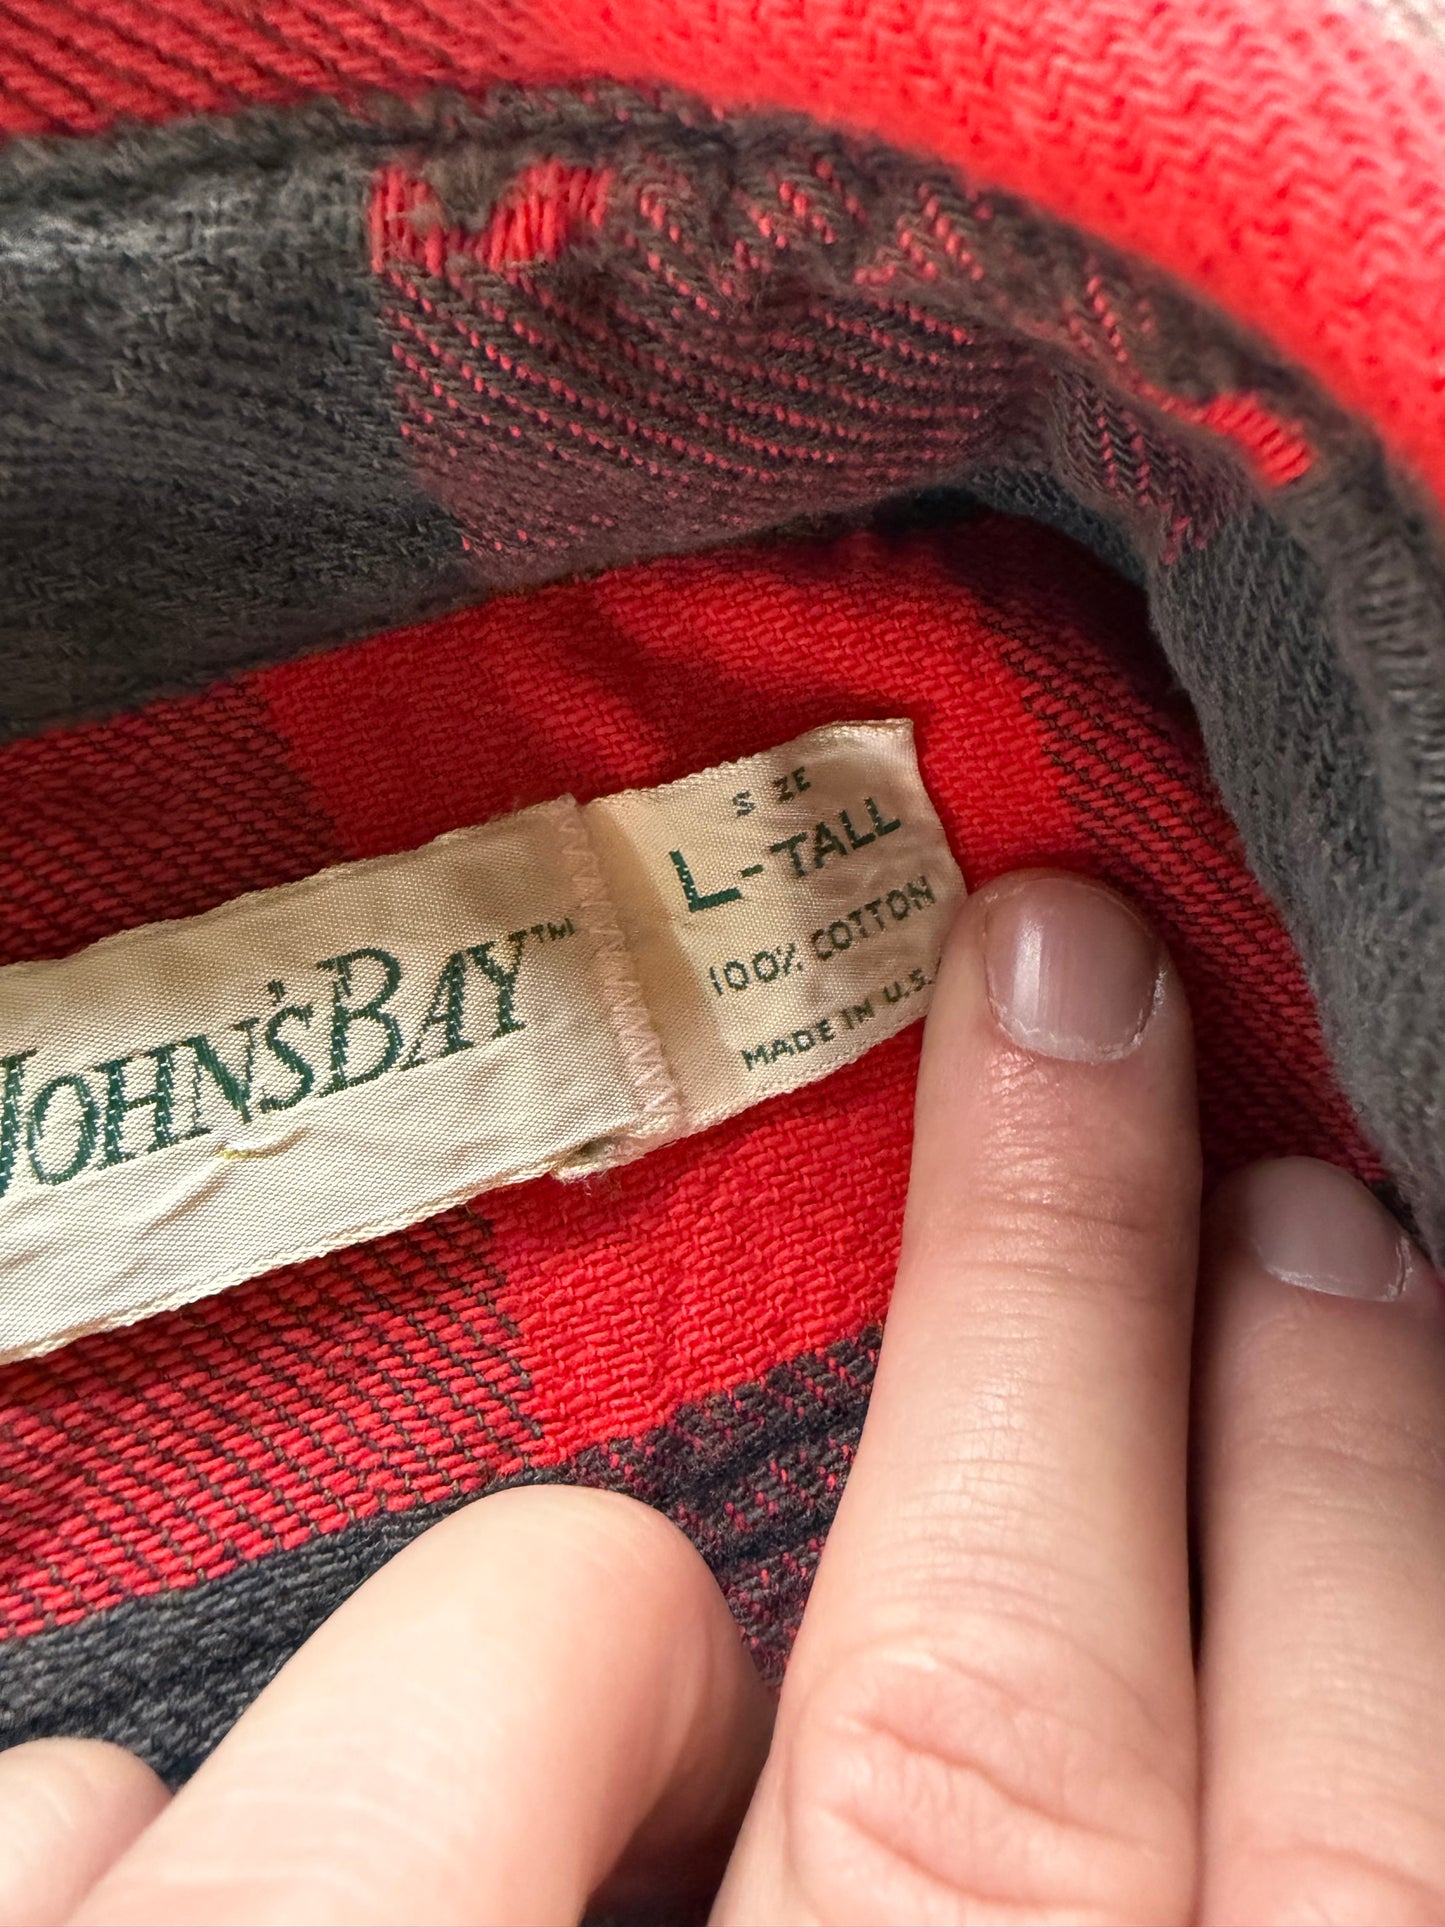 JOHN'S BAY™
SIZE
L-TALL
100% COTTON
MADE IN U.S.